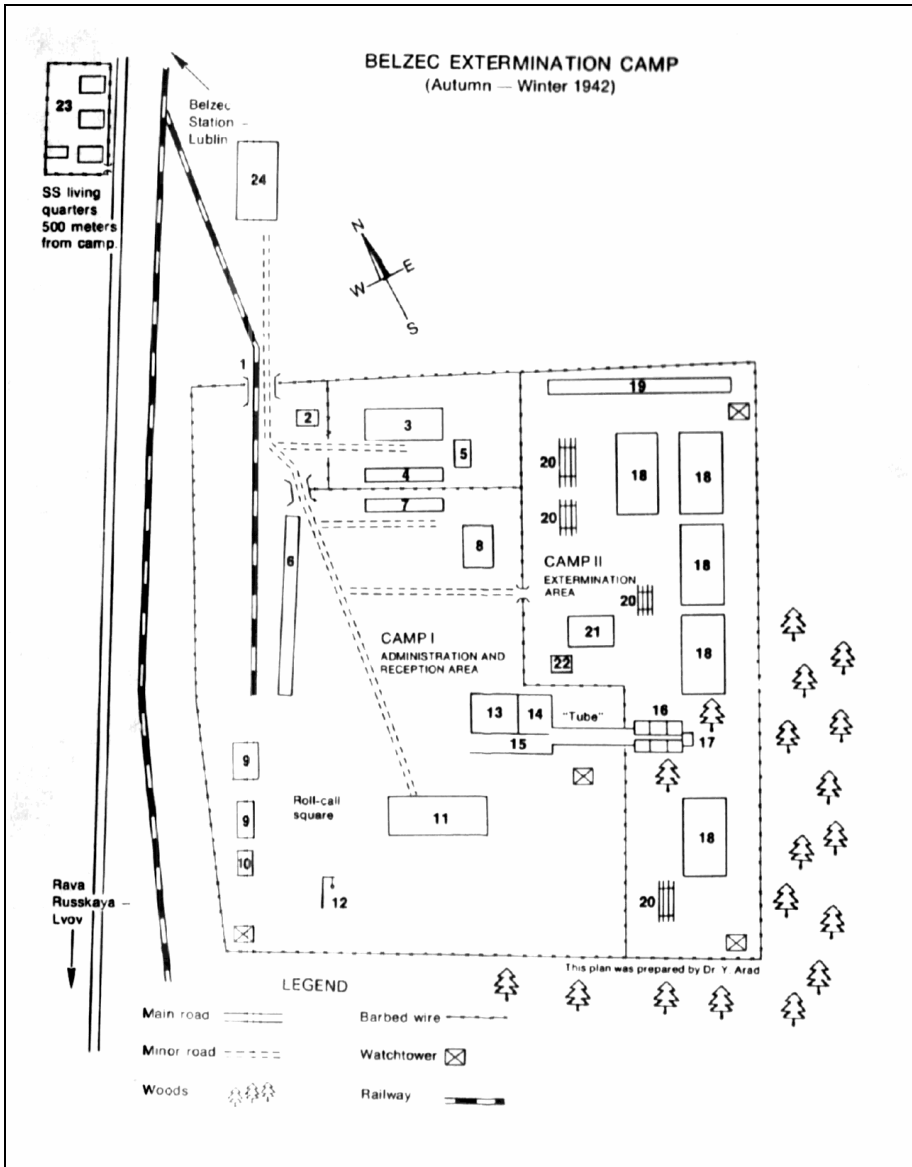 BELZEC EXTERMINATION CAMP
(Autumn — Winter 1942)
23
Belzec
Station –
Lublin
24
SS living
quarters
500 meters
from camp.
N
E
W
S
1
19
2
3
5
20
18
18
4
7
20
6
8
18
CAMP II
EXTERMINATION
AREA
20
21
CAMP I
ADMINISTRATION AND
RECEPTION AREA
22
18
13
14
"Tube"
16
15
17
9
Roll-call
square
11
9
18
10
12
20
Rava
Russkaya –
Lvov
This plan was prepared by Dr Y. Arad
LEGEND
Main road
Barbed wire
Minor road
Watchtower
Woods
Railway